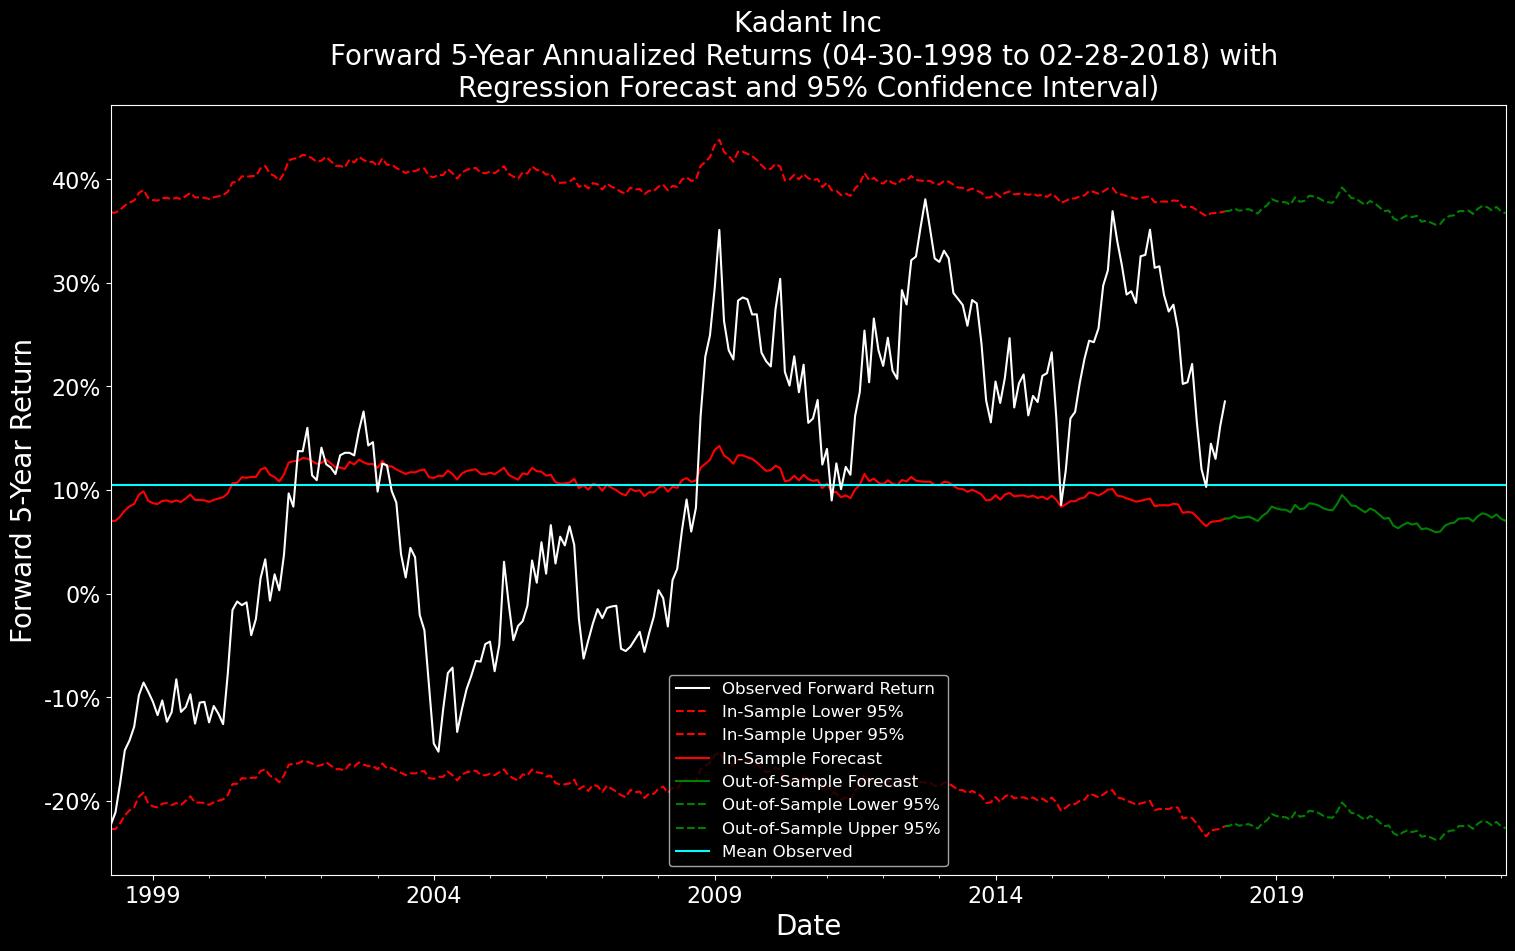 Kadant Inc
Forward 5-Year Annualized Returns (04-30-1998 to 02-28-2018) with
Regression Forecast and 95% Confidence Interval)
Forward 5-Year Return
40%
30%
20%
10%
0%
-10%
-20%
Observed Forward Return
In-Sample Lower 95%
In-Sample Upper 95%
In-Sample Forecast
Out-of-Sample Forecast
Out-of-Sample Lower 95%
Out-of-Sample Upper 95%
Mean Observed
1999 2004 2009 2014 2019
Date